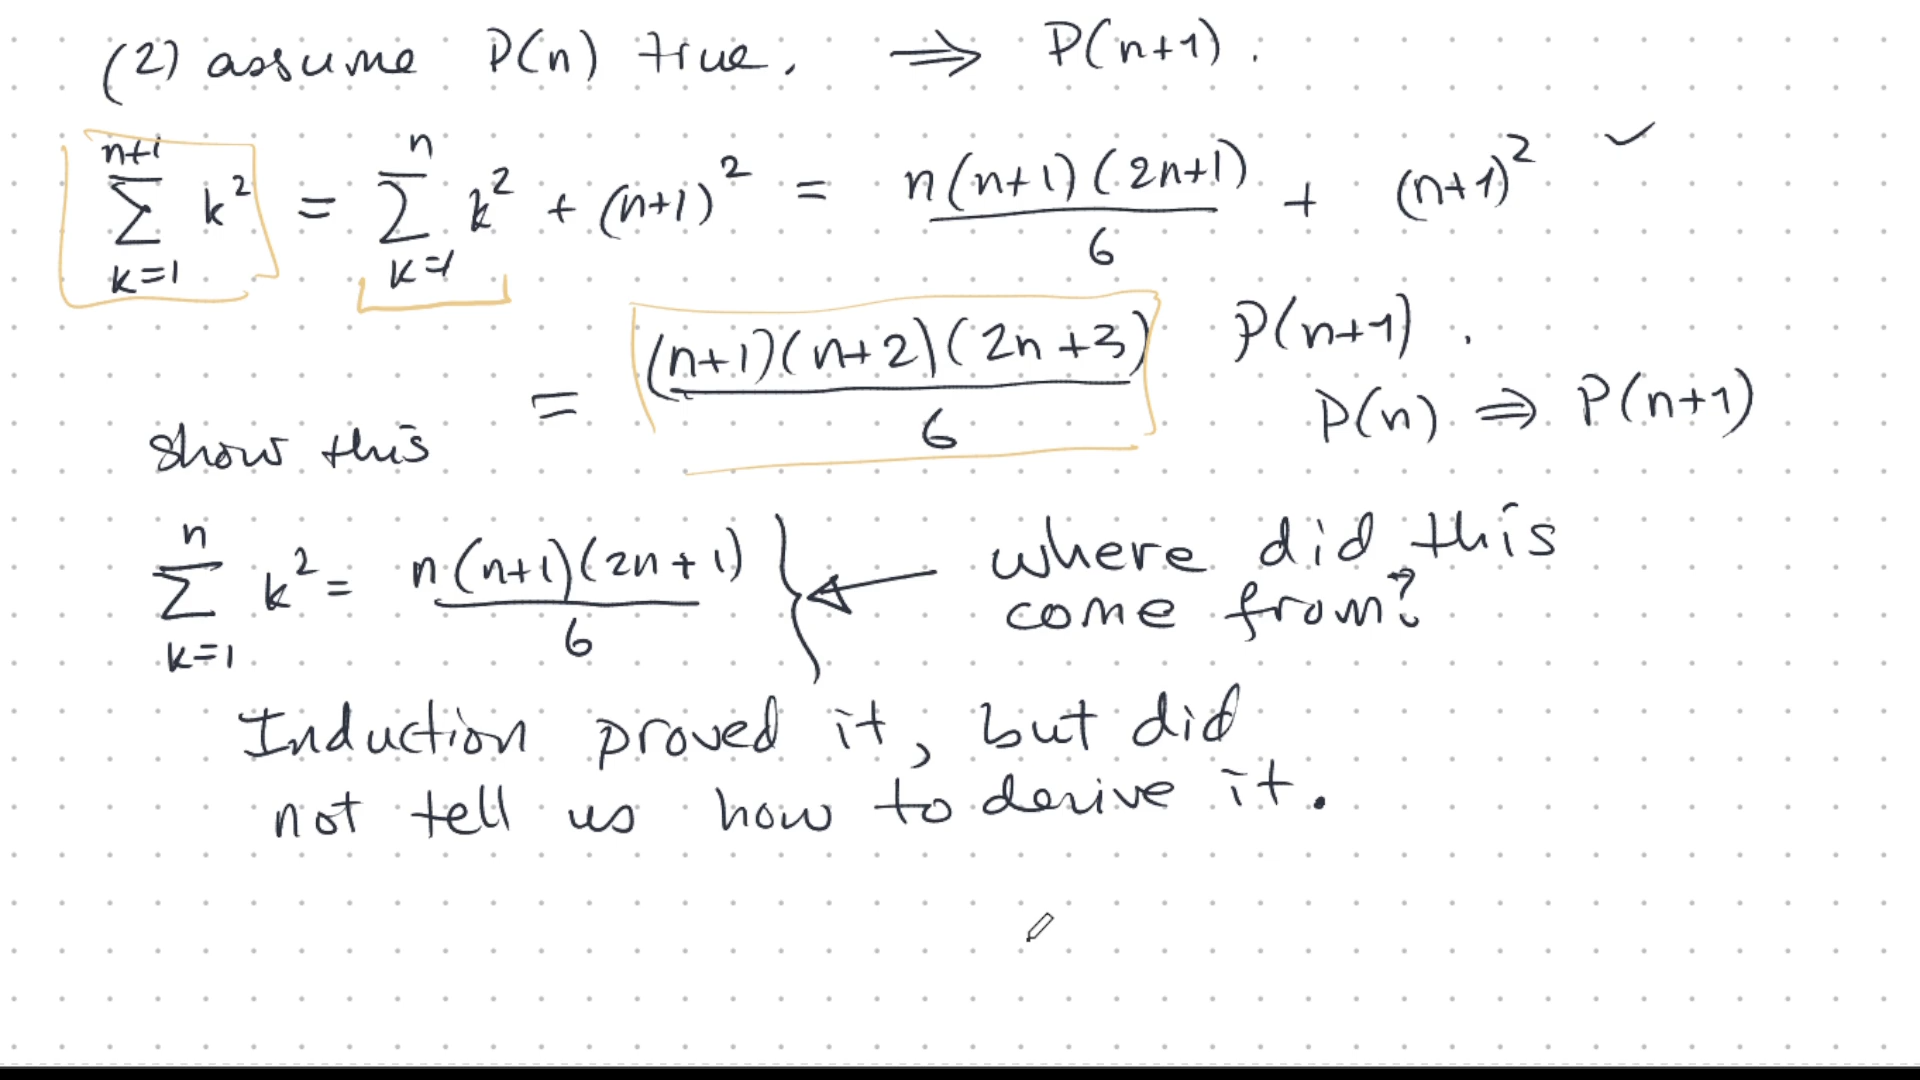 (2) assume P(n) true. ⇒ P(n+1).
∑_{k=1}^{n+1} k² = ∑_{k=1}^{n} k² + (n+1)² = n(n+1)(2n+1)/6 + (n+1)² ✓
= (n+1)(n+2)(2n+3)/6 P(n+1).
show this P(n) ⇒ P(n+1)
∑_{k=1}^{n} k² = n(n+1)(2n+1)/6 } ← where did this
come from?
Induction proved it, but did
not tell us how to derive it.